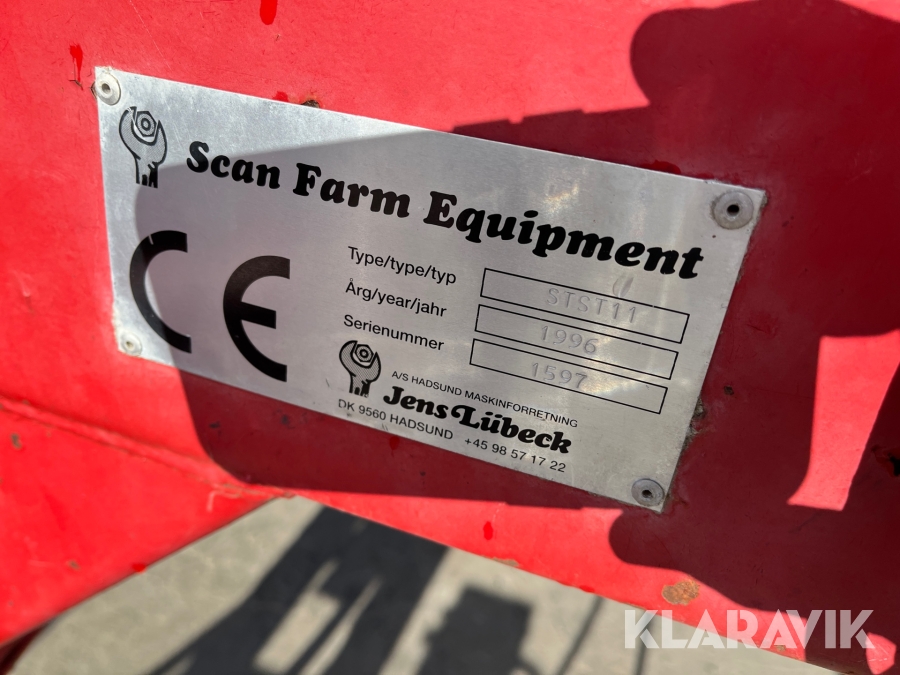 Scan Farm Equipment
CE
Type/type/typ STST11
Årg/year/jahr 1996
Serienummer 1597
A/S HADSUND MASKINFORRETNING
Jens Lübeck
DK 9560 HADSUND +45 98 57 17 22
KLARAVIK